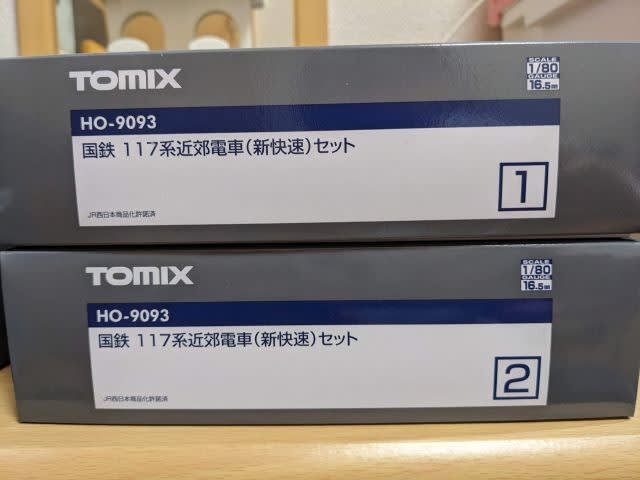 TOMIX
SCALE
1/80
GAUGE
16.5mm
HO-9093
国鉄 117系近郊電車(新快速)セット
1
JR西日本商品化許諾済
TOMIX
SCALE
1/80
GAUGE
16.5mm
HO-9093
国鉄 117系近郊電車(新快速)セット
2
JR西日本商品化許諾済